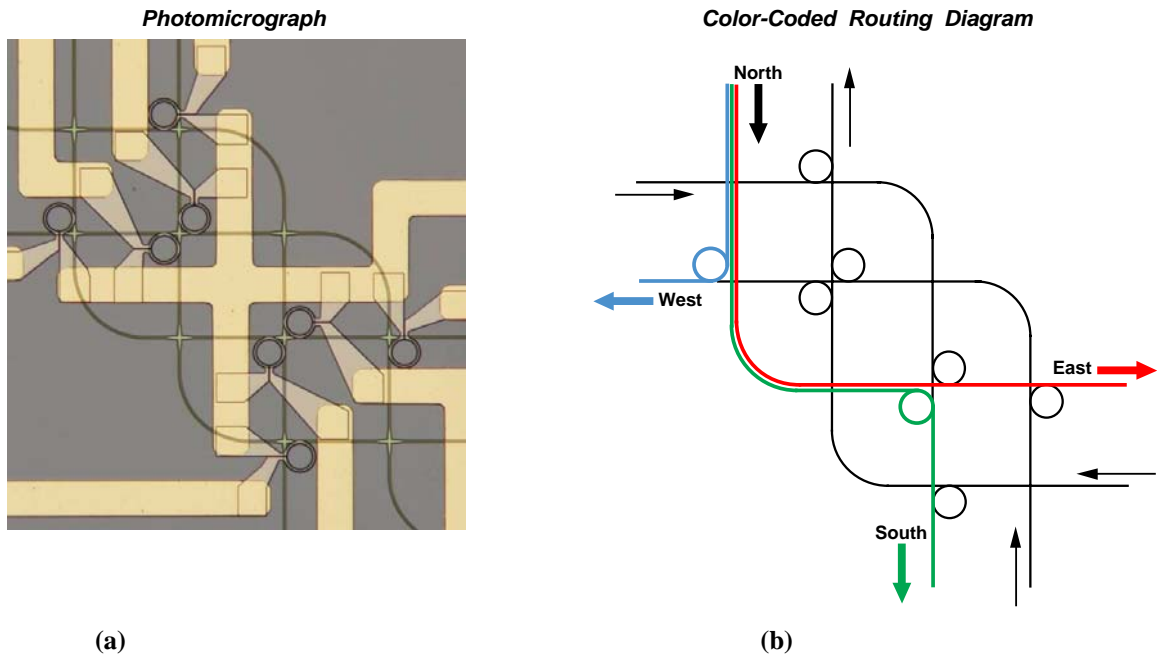 Photomicrograph
Color-Coded Routing Diagram
North
West
East
South
(a)
(b)